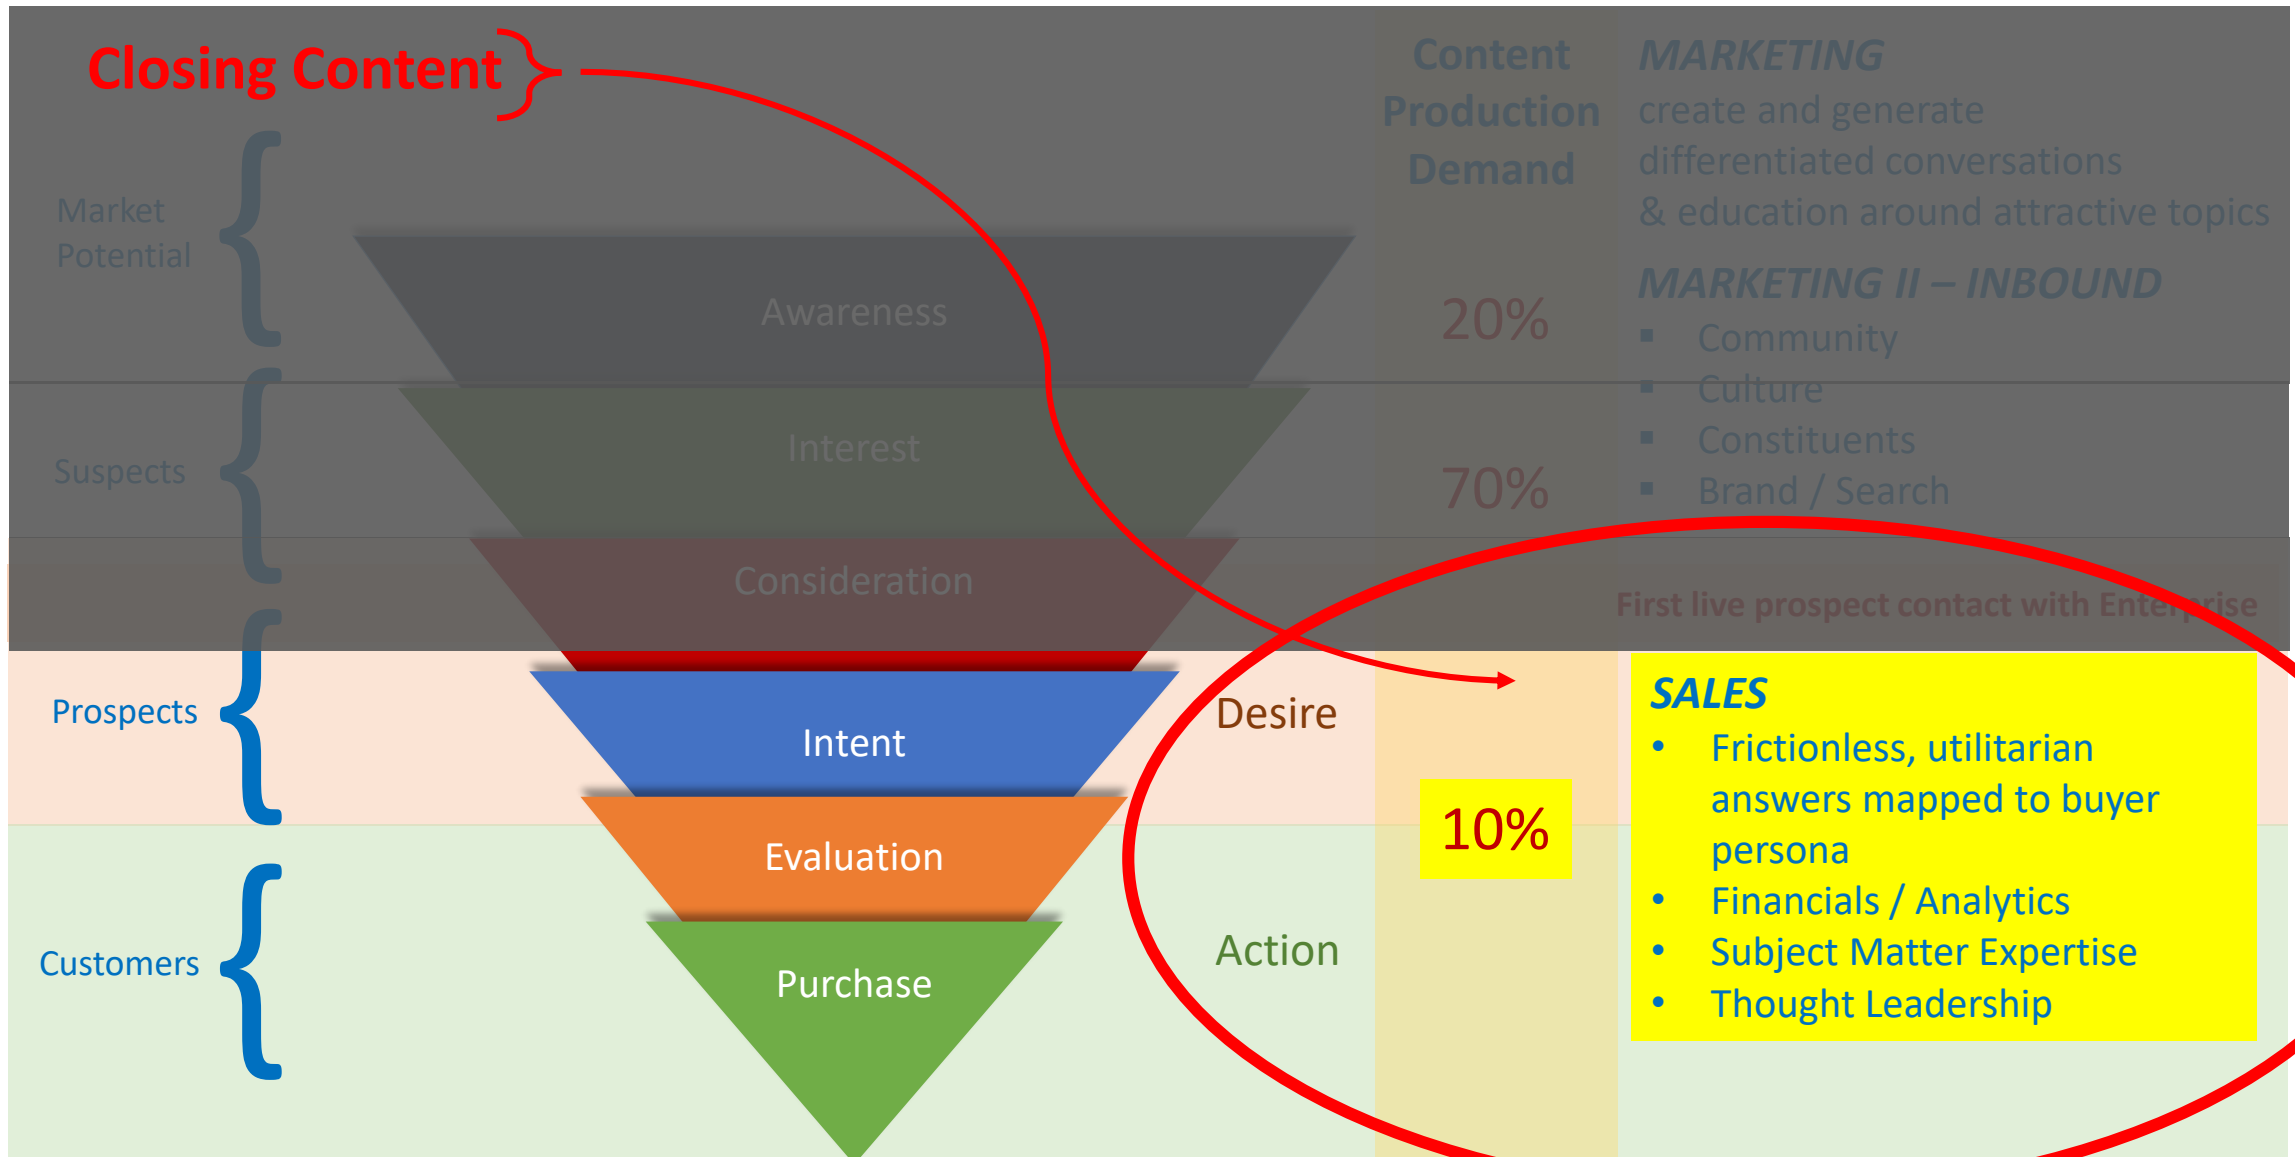 Closing Content
Content
Production
Demand
MARKETING
create and generate
differentiated conversations
& education around attractive topics
Market
Potential
Awareness
20%
MARKETING II – INBOUND
▪ Community
▪ Culture
▪ Constituents
▪ Brand / Search
Suspects
Interest
70%
Consideration
First live prospect contact with Enterprise
Prospects
Intent
Desire
10%
SALES
• Frictionless, utilitarian
answers mapped to buyer
persona
• Financials / Analytics
• Subject Matter Expertise
• Thought Leadership
Evaluation
Customers
Purchase
Action